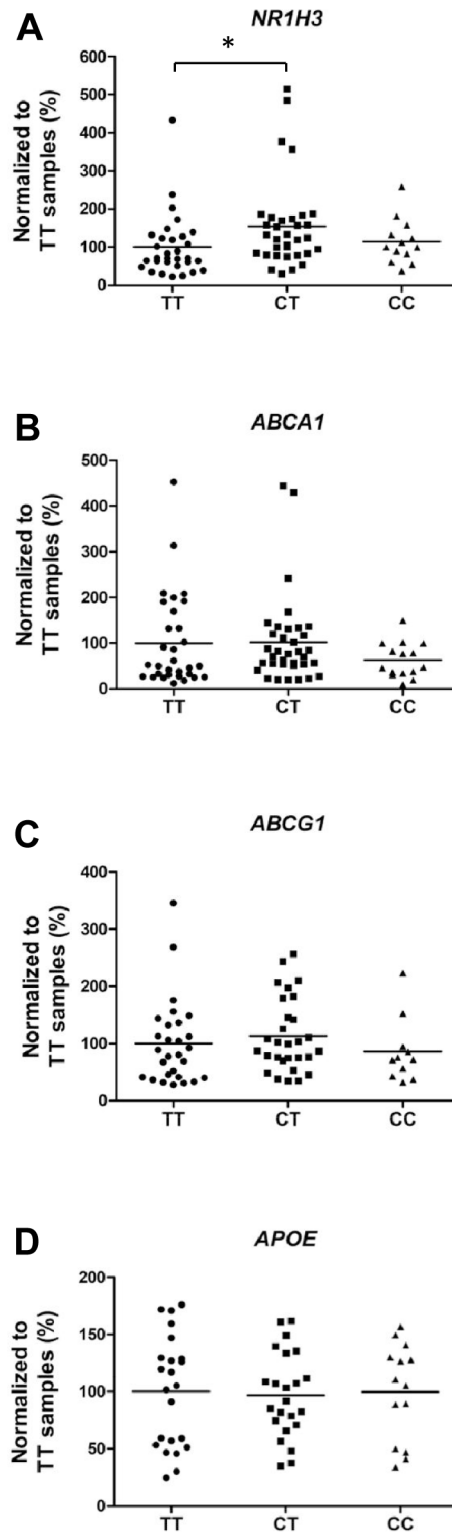 A
NR1H3
*
Normalized to
TT samples (%)
600
500
400
300
200
100
0
TT CT CC
B
ABCA1
Normalized to
TT samples (%)
500
400
300
200
100
0
TT CT CC
C
ABCG1
Normalized to
TT samples (%)
400
300
200
100
0
TT CT CC
D
APOE
Normalized to
TT samples (%)
200
150
100
50
0
TT CT CC